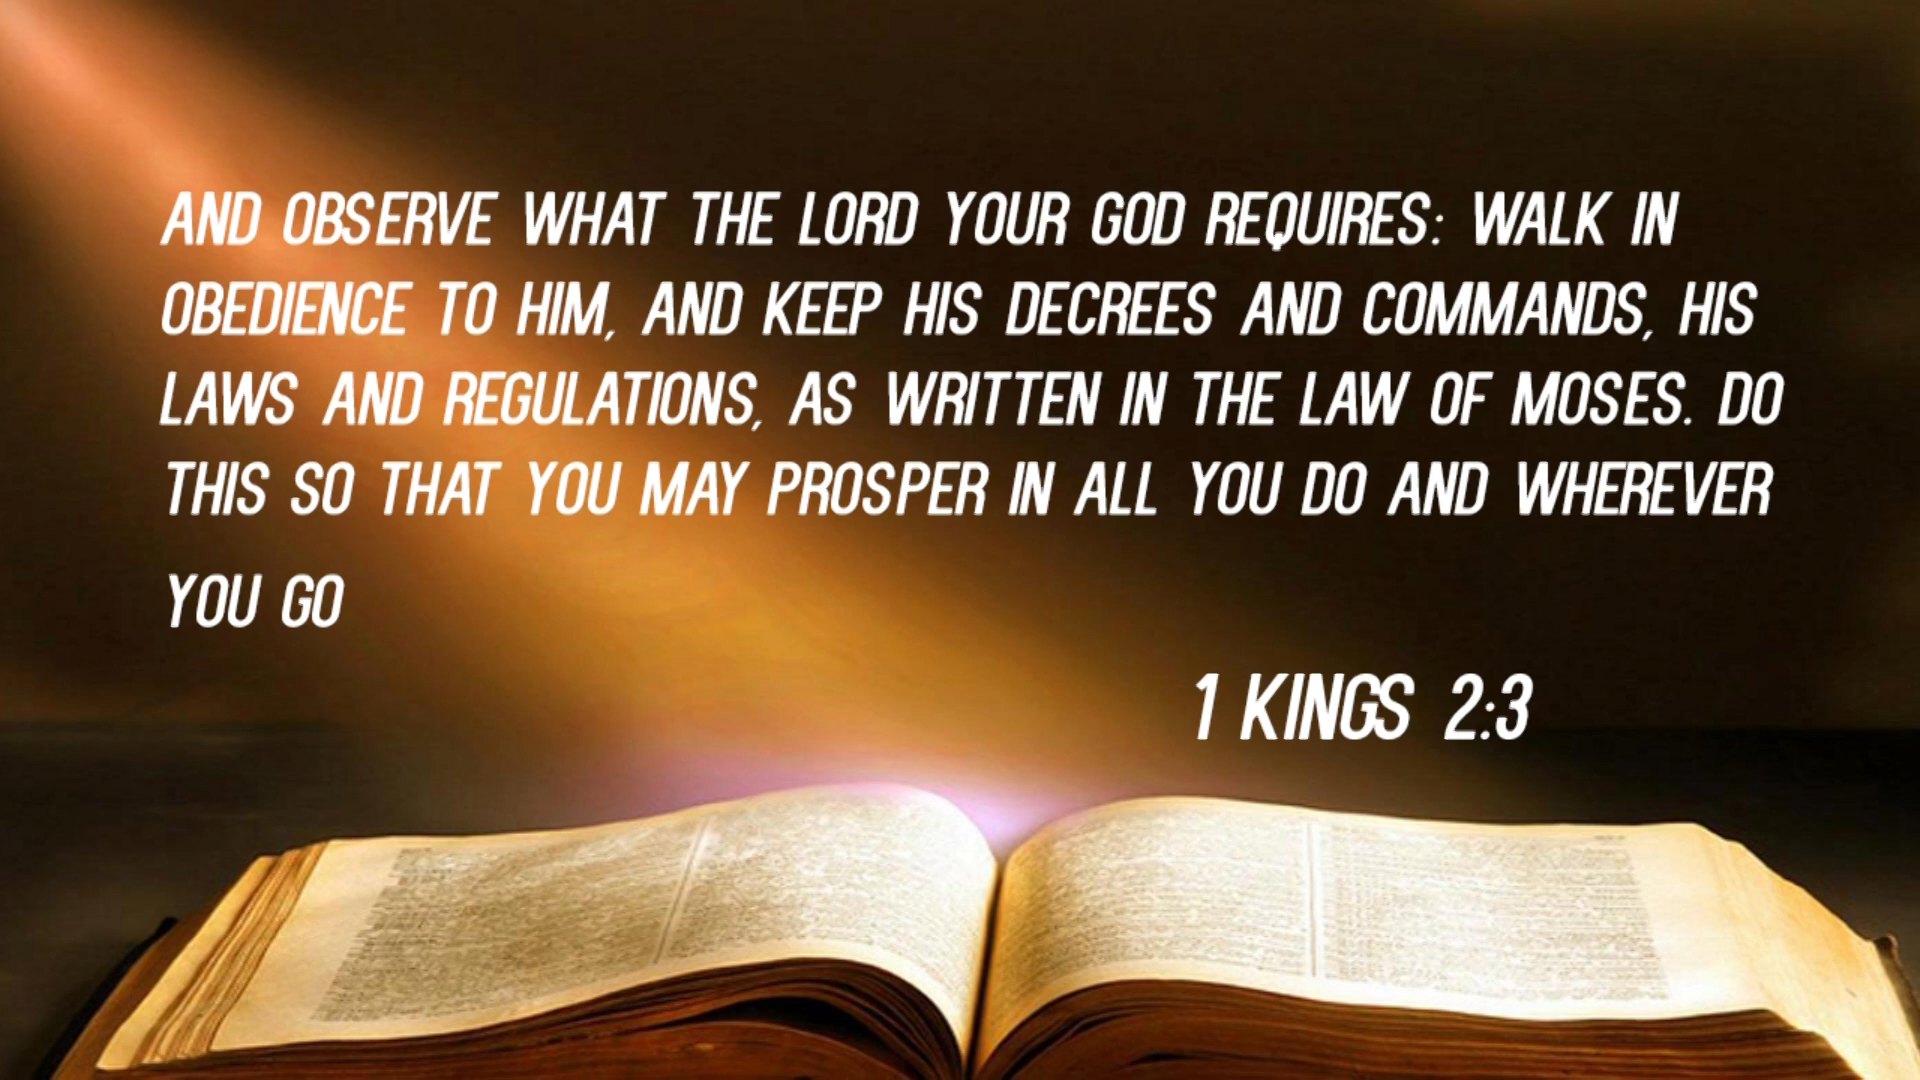 AND OBSERVE WHAT THE LORD YOUR GOD REQUIRES: WALK IN
OBEDIENCE TO HIM, AND KEEP HIS DECREES AND COMMANDS, HIS
LAWS AND REGULATIONS, AS WRITTEN IN THE LAW OF MOSES. DO
THIS SO THAT YOU MAY PROSPER IN ALL YOU DO AND WHEREVER
YOU GO
1 KINGS 2:3